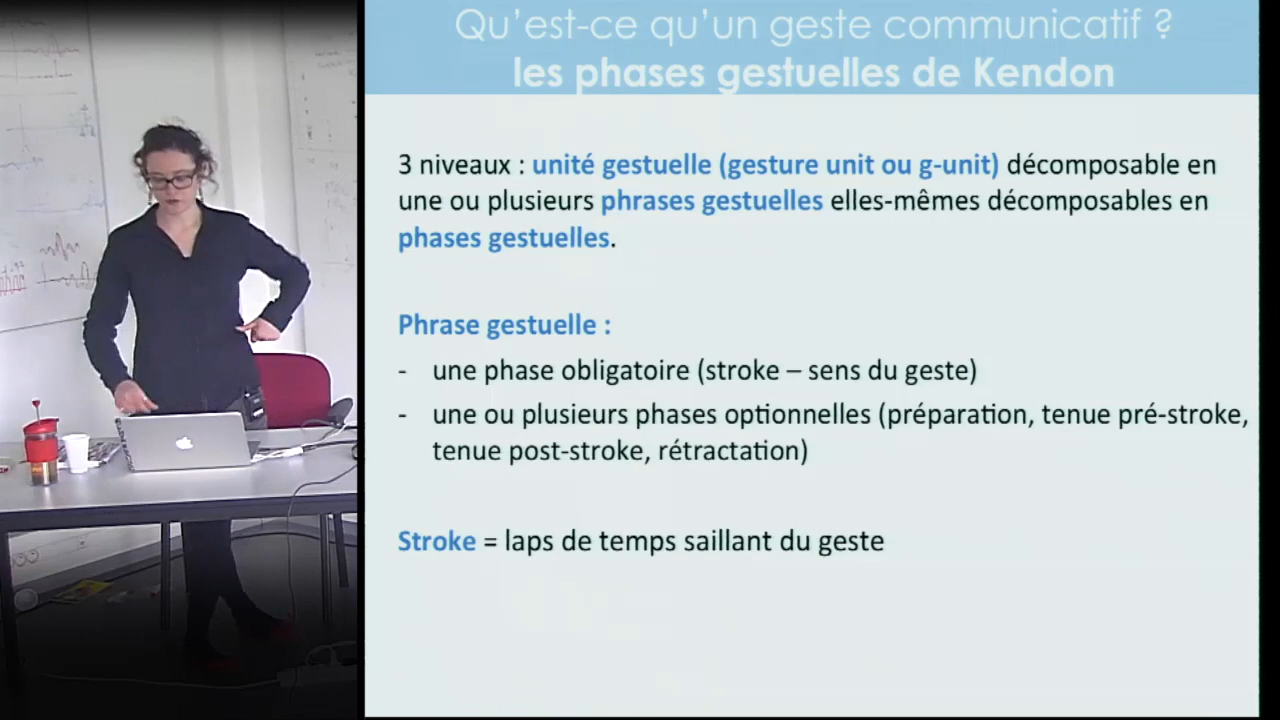 Qu'est-ce qu'un geste communicatif ?
les phases gestuelles de Kendon
3 niveaux : unité gestuelle (gesture unit ou g-unit) décomposable en
une ou plusieurs phrases gestuelles elles-mêmes décomposables en
phases gestuelles.
Phrase gestuelle :
- une phase obligatoire (stroke – sens du geste)
- une ou plusieurs phases optionnelles (préparation, tenue pré-stroke,
tenue post-stroke, rétractation)
Stroke = laps de temps saillant du geste